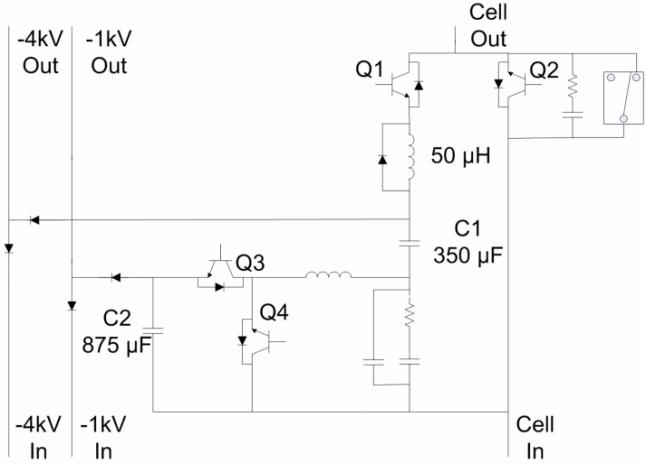 Cell
Out
-4kV
Out
-1kV
Out
Q1
Q2
50 µH
C1
350 µF
Q3
Q4
C2
875 µF
-4kV
In
-1kV
In
Cell
In